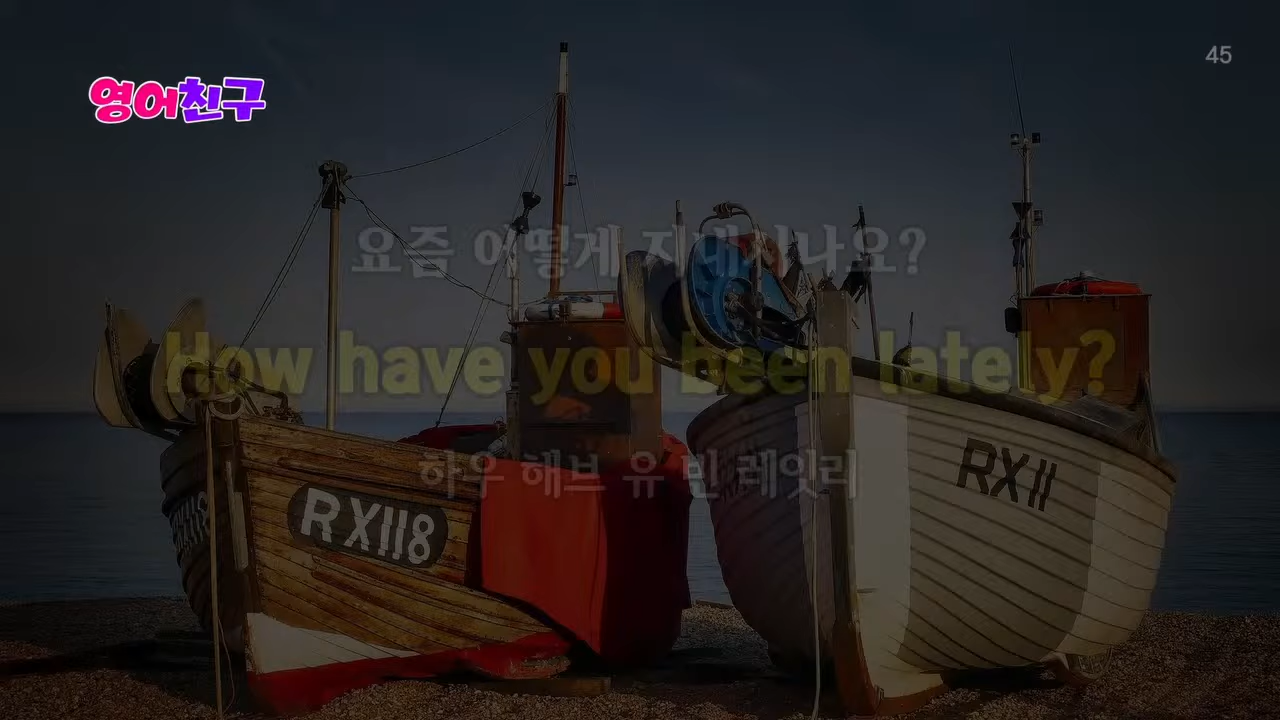 45
영어친구
요즘 어떻게 지내시나요?
How have you been lately?
하우 해브 유 빈 레잇리
RX118
RX11